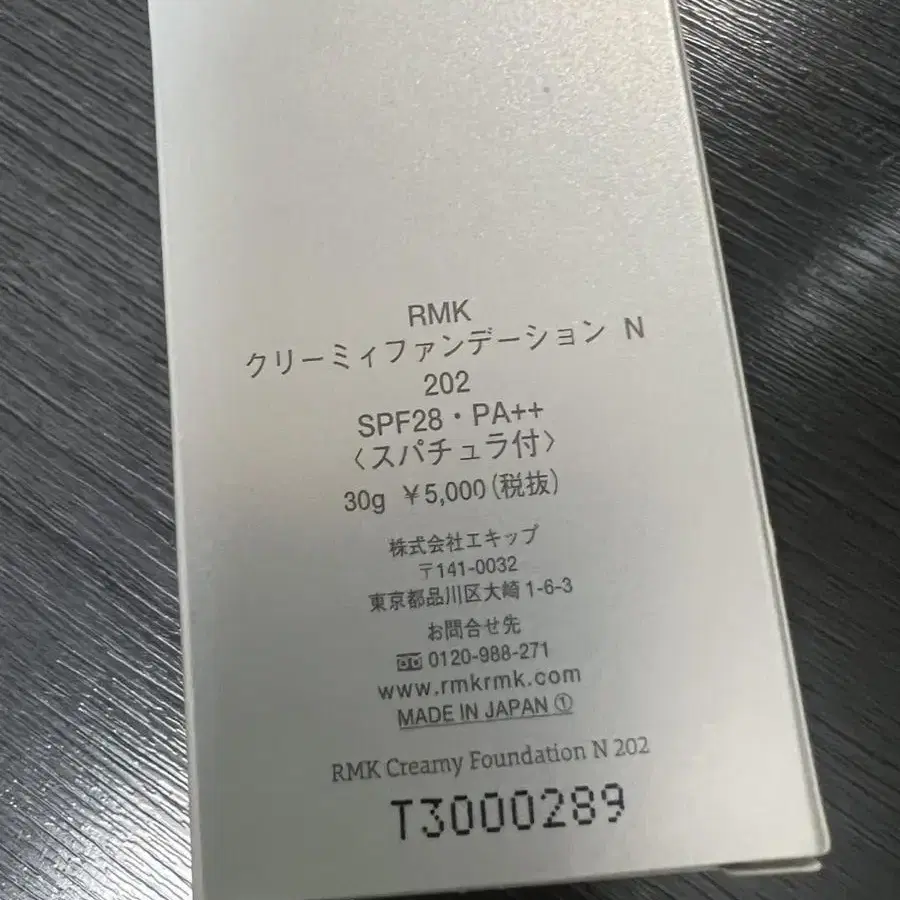 RMK
クリーミィファンデーション N
202
SPF28・PA++
〈スパチュラ付〉
30g ￥5,000(税抜)
株式会社エキップ
〒141-0032
東京都品川区大崎1-6-3
お問合せ先
0120-988-271
www.rmkrmk.com
MADE IN JAPAN ①
RMK Creamy Foundation N 202
T3000289